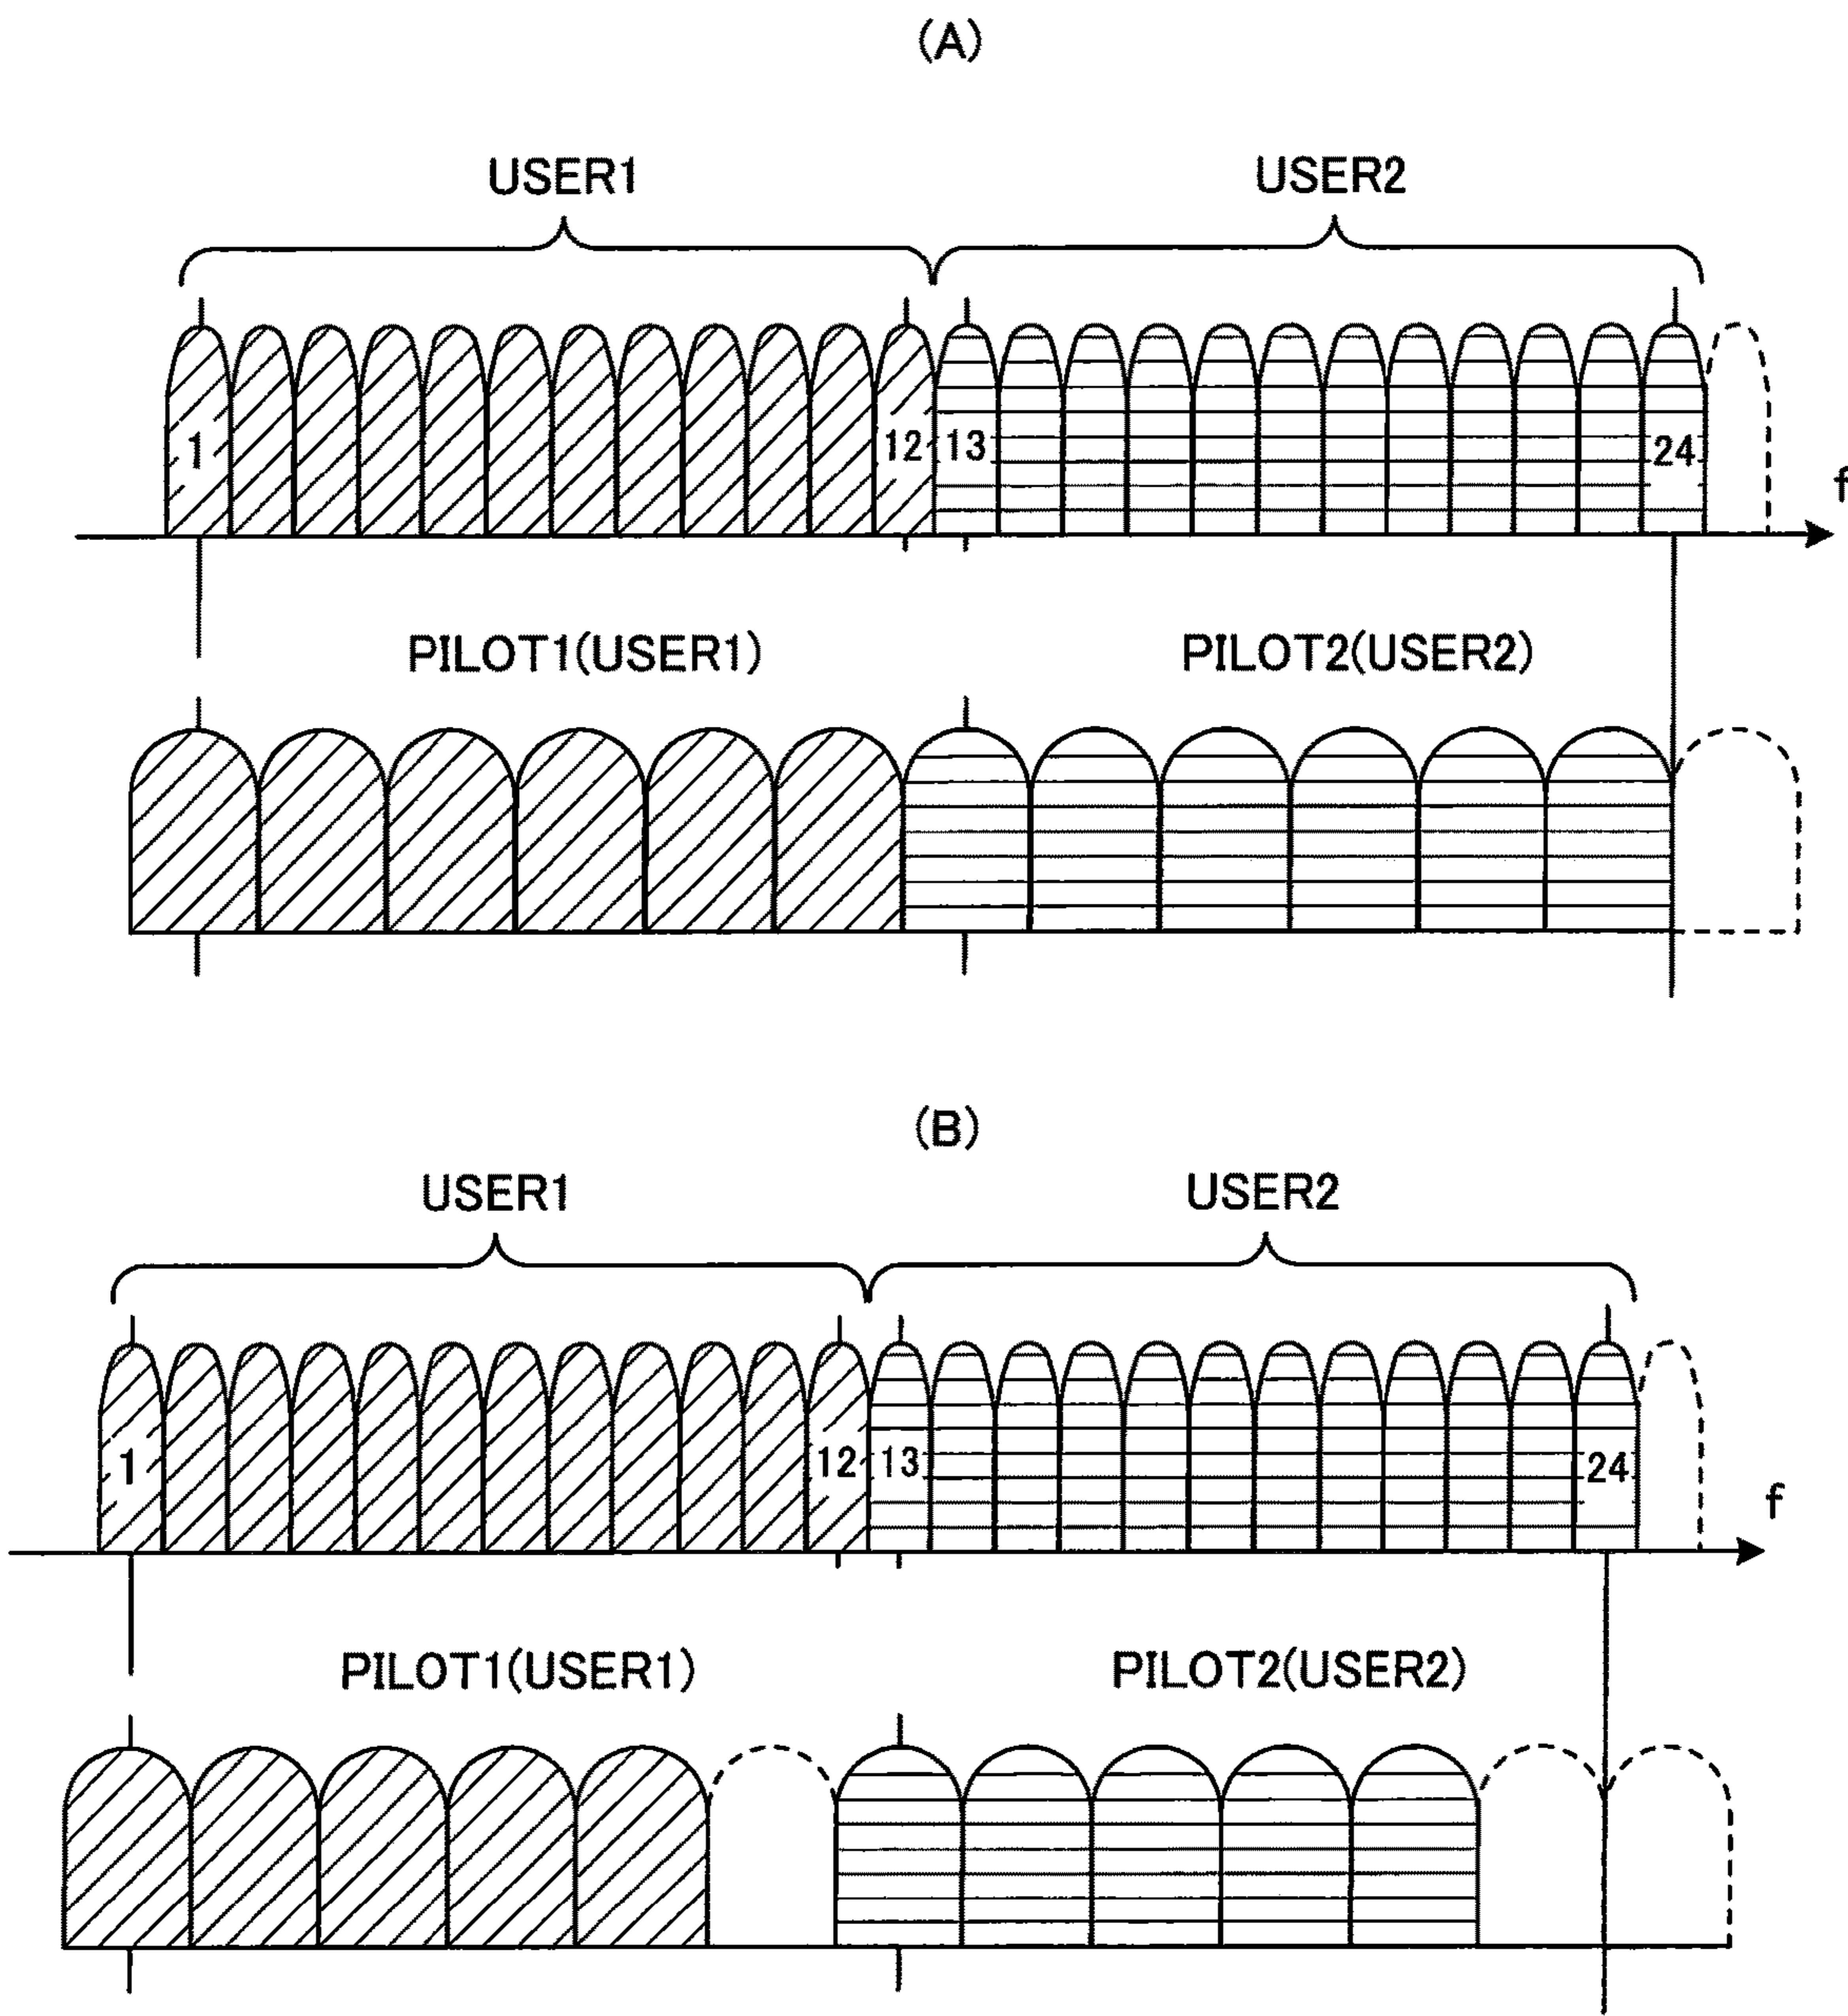 (A)
USER1 USER2
1 12 13 24
f
PILOT1(USER1) PILOT2(USER2)
(B)
USER1 USER2
1 12 13 24
f
PILOT1(USER1) PILOT2(USER2)